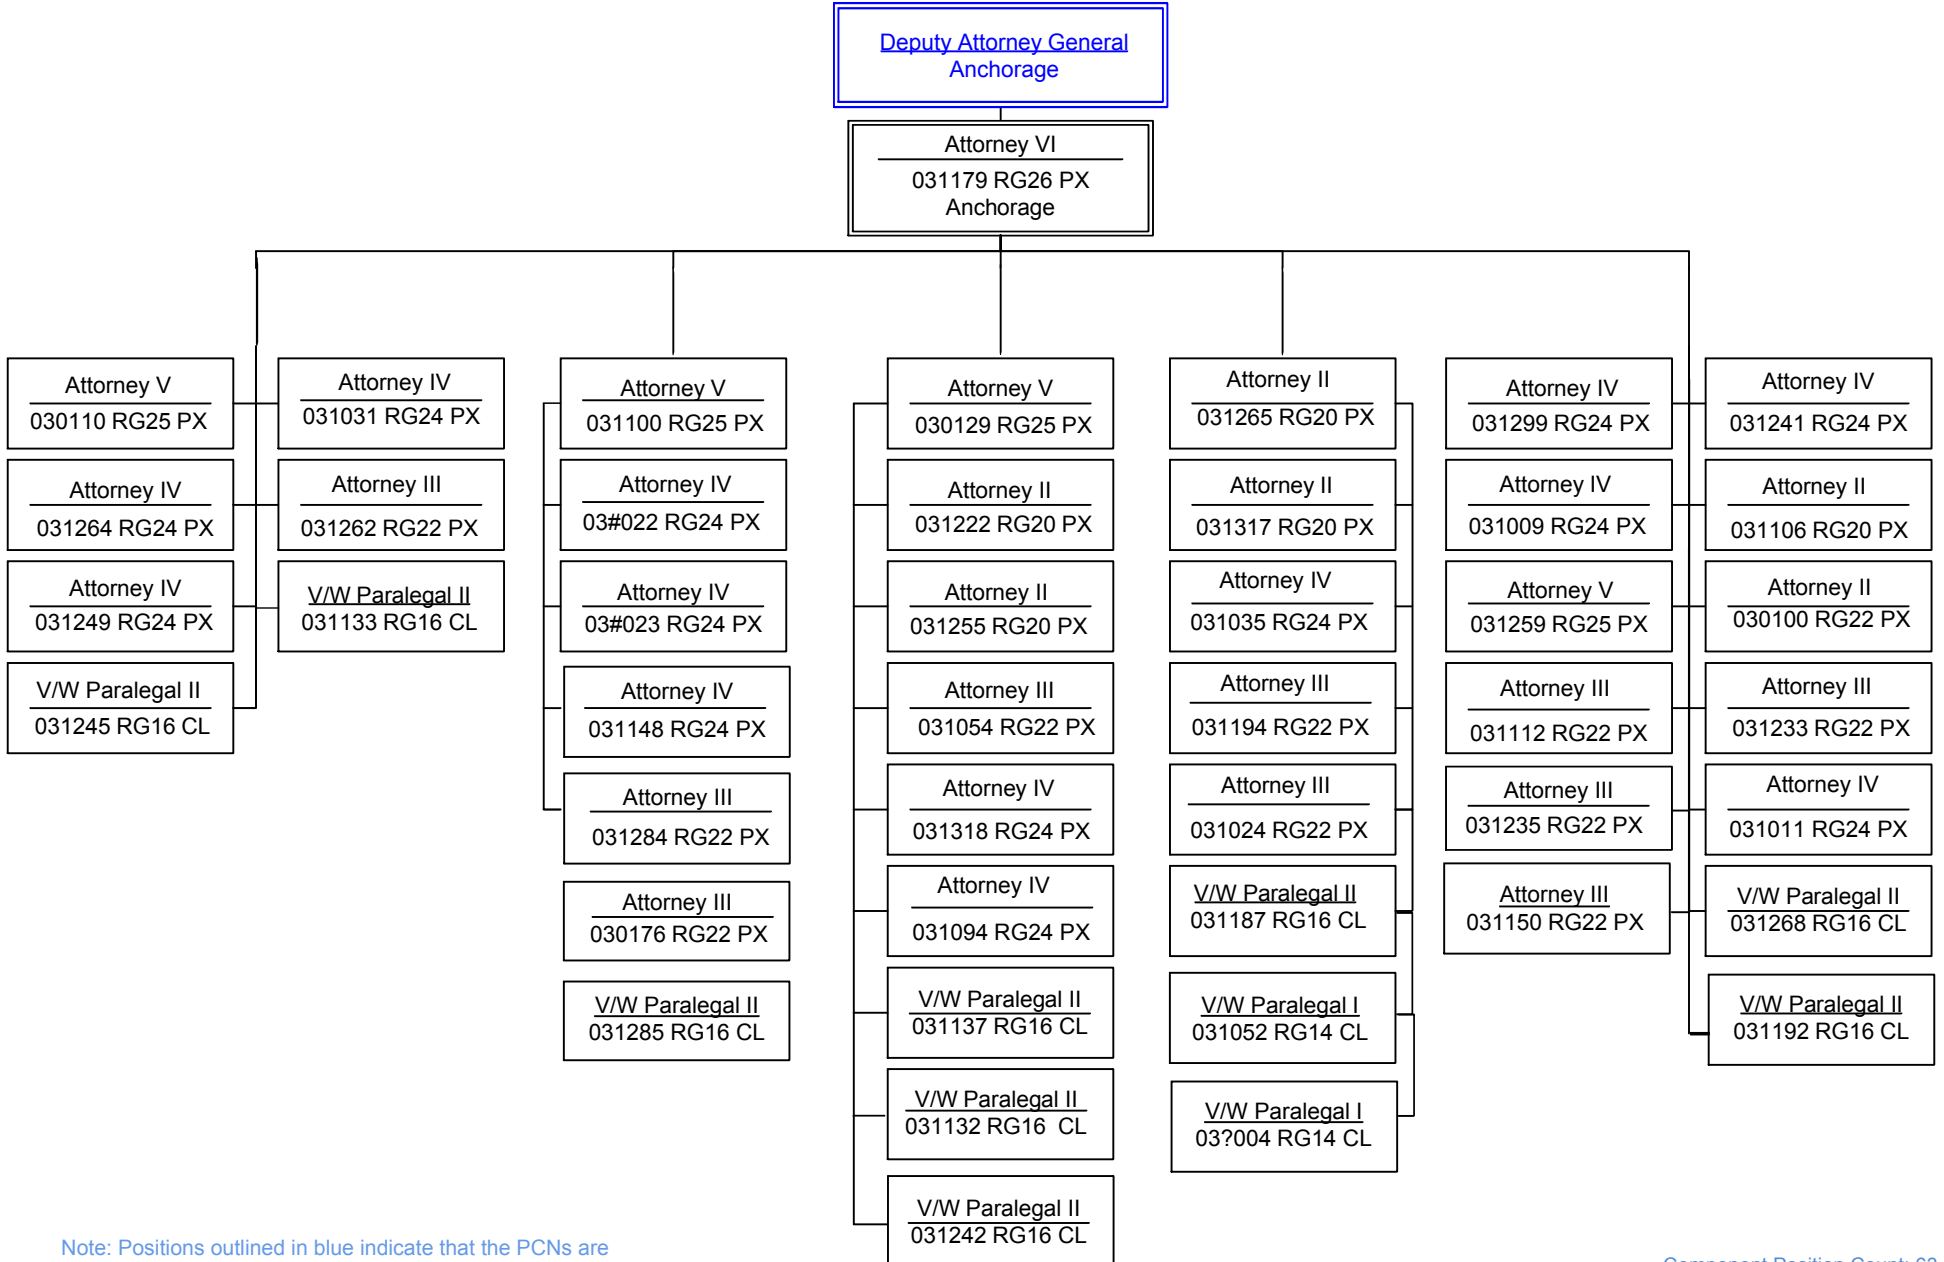 Deputy Attorney General
Anchorage
Attorney VI
031179 RG26 PX
Anchorage
Attorney V
030110 RG25 PX
Attorney IV
031264 RG24 PX
Attorney IV
031249 RG24 PX
V/W Paralegal II
031245 RG16 CL
Attorney IV
031031 RG24 PX
Attorney III
031262 RG22 PX
V/W Paralegal II
031133 RG16 CL
Attorney V
031100 RG25 PX
Attorney IV
03#022 RG24 PX
Attorney IV
03#023 RG24 PX
Attorney IV
031148 RG24 PX
Attorney III
031284 RG22 PX
Attorney III
030176 RG22 PX
V/W Paralegal II
031285 RG16 CL
Attorney V
030129 RG25 PX
Attorney II
031222 RG20 PX
Attorney II
031255 RG20 PX
Attorney III
031054 RG22 PX
Attorney IV
031318 RG24 PX
Attorney IV
031094 RG24 PX
V/W Paralegal II
031137 RG16 CL
V/W Paralegal II
031132 RG16 CL
V/W Paralegal II
031242 RG16 CL
Attorney II
031265 RG20 PX
Attorney II
031317 RG20 PX
Attorney IV
031035 RG24 PX
Attorney III
031194 RG22 PX
Attorney III
031024 RG22 PX
V/W Paralegal II
031187 RG16 CL
V/W Paralegal I
031052 RG14 CL
V/W Paralegal I
03?004 RG14 CL
Attorney IV
031299 RG24 PX
Attorney IV
031009 RG24 PX
Attorney V
031259 RG25 PX
Attorney III
031112 RG22 PX
Attorney III
031235 RG22 PX
Attorney III
031150 RG22 PX
Attorney IV
031241 RG24 PX
Attorney II
031106 RG20 PX
Attorney II
030100 RG22 PX
Attorney III
031233 RG22 PX
Attorney IV
031011 RG24 PX
V/W Paralegal II
031268 RG16 CL
V/W Paralegal II
031192 RG16 CL
Note: Positions outlined in blue indicate that the PCNs are
Component Position Count: